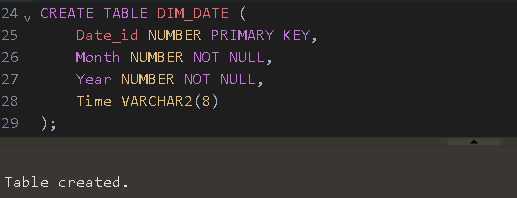 24 CREATE TABLE DIM_DATE (
25 Date_id NUMBER PRIMARY KEY,
26 Month NUMBER NOT NULL,
27 Year NUMBER NOT NULL,
28 Time VARCHAR2(8)
29 );
Table created.